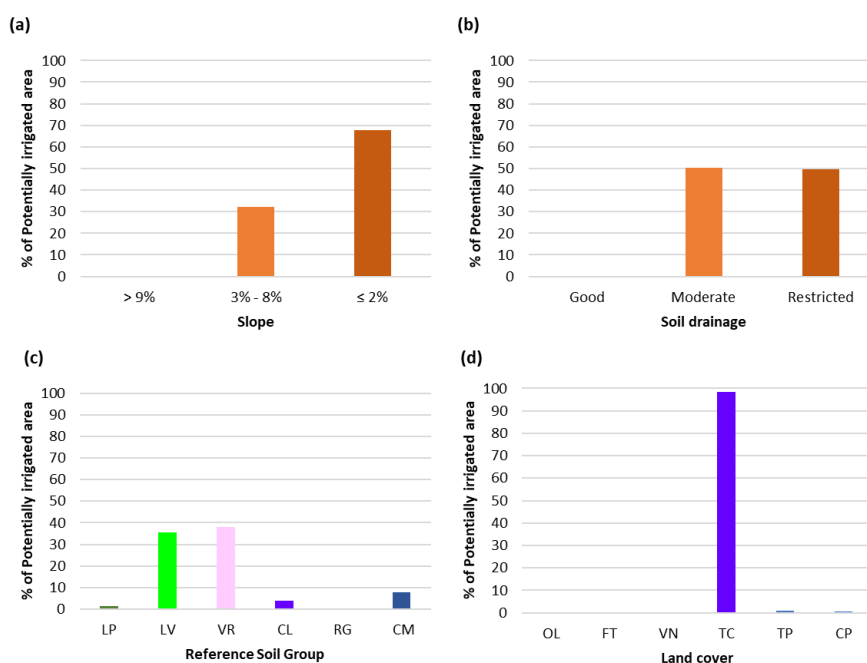 (a)
% of Potentially irrigated area
100
90
80
70
60
50
40
30
20
10
0
> 9% 3% - 8% ≤ 2%
Slope
(b)
% of Potentially irrigated area
100
90
80
70
60
50
40
30
20
10
0
Good Moderate Restricted
Soil drainage
(c)
% of Potentially irrigated area
100
90
80
70
60
50
40
30
20
10
0
LP LV VR CL RG CM
Reference Soil Group
(d)
% of Potentially irrigated area
100
90
80
70
60
50
40
30
20
10
0
OL FT VN TC TP CP
Land cover